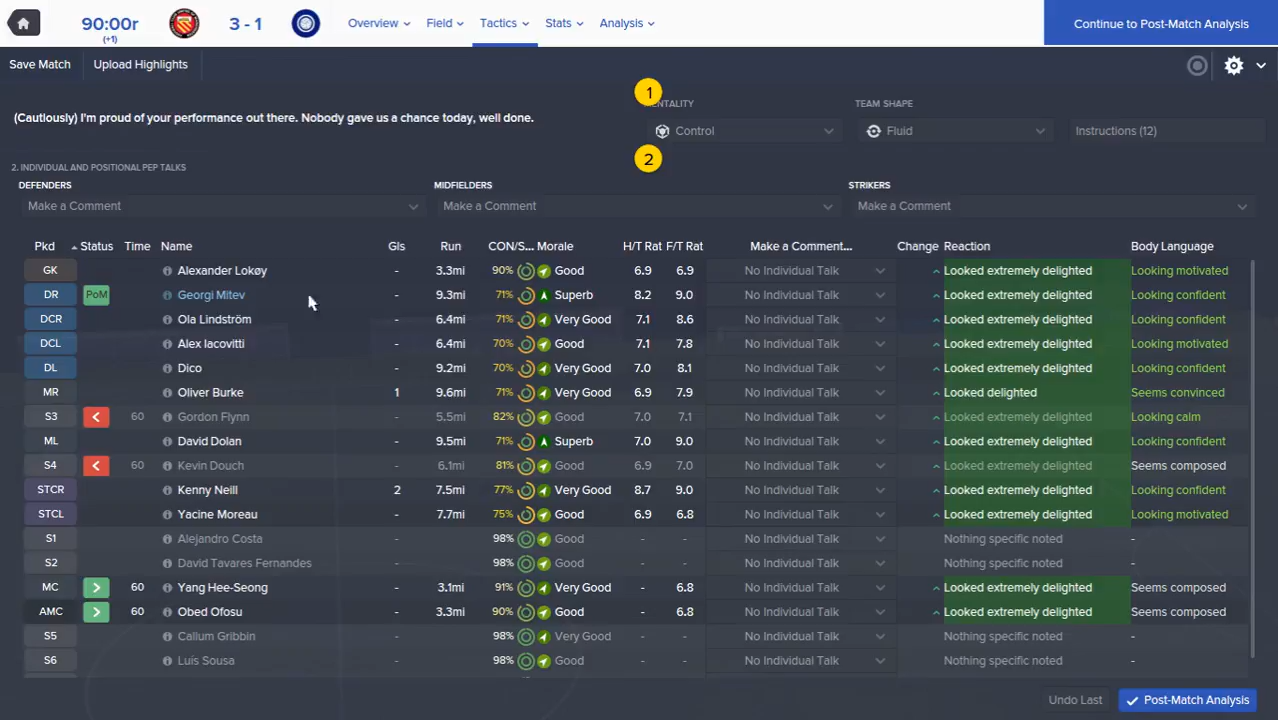 90:00r 3 - 1 Overview Field Tactics Stats Analysis Continue to Post-Match Analysis
(+1)
Save Match Upload Highlights
1
ENTALITY TEAM SHAPE
(Cautiously) I'm proud of your performance out there. Nobody gave us a chance today, well done.
Control Fluid Instructions (12)
2
2. INDIVIDUAL AND POSITIONAL PEP TALKS
DEFENDERS MIDFIELDERS STRIKERS
Make a Comment Make a Comment Make a Comment
Pkd Status Time Name Gls Run CON/S... Morale H/T Rat F/T Rat Make a Comment... Change Reaction Body Language
GK Alexander Lokøy - 3.3mi 90% Good 6.9 6.9 No Individual Talk Looked extremely delighted Looking motivated
DR PoM Georgi Mitev - 9.3mi 71% Superb 8.2 9.0 No Individual Talk Looked extremely delighted Looking confident
DCR Ola Lindström - 6.4mi 71% Very Good 7.1 8.6 No Individual Talk Looked extremely delighted Looking confident
DCL Alex Iacovitti - 6.4mi 70% Good 7.1 7.8 No Individual Talk Looked extremely delighted Looking motivated
DL Dico - 9.2mi 70% Very Good 7.0 8.1 No Individual Talk Looked extremely delighted Looking confident
MR Oliver Burke 1 9.6mi 71% Very Good 6.9 7.9 No Individual Talk Looked delighted Seems convinced
S3 60 Gordon Flynn - 5.5mi 82% Good 7.0 7.1 No Individual Talk Looked extremely delighted Looking calm
ML David Dolan - 9.5mi 71% Superb 7.0 9.0 No Individual Talk Looked extremely delighted Looking confident
S4 60 Kevin Douch - 6.1mi 81% Good 6.9 7.0 No Individual Talk Looked extremely delighted Seems composed
STCR Kenny Neill 2 7.5mi 77% Very Good 8.7 9.0 No Individual Talk Looked extremely delighted Looking confident
STCL Yacine Moreau - 7.7mi 75% Good 6.9 6.8 No Individual Talk Looked extremely delighted Looking motivated
S1 Alejandro Costa - 98% Good - - No Individual Talk Nothing specific noted -
S2 David Tavares Fernandes - 98% Good - - No Individual Talk Nothing specific noted -
MC 60 Yang Hee-Seong - 3.1mi 91% Very Good - 6.8 No Individual Talk Looked extremely delighted Seems composed
AMC 60 Obed Ofosu - 3.3mi 90% Good - 6.8 No Individual Talk Looked extremely delighted Seems composed
S5 Callum Gribbin - 98% Very Good - - No Individual Talk Nothing specific noted -
S6 Luís Sousa - 98% Good - - No Individual Talk Nothing specific noted -
Undo Last Post-Match Analysis